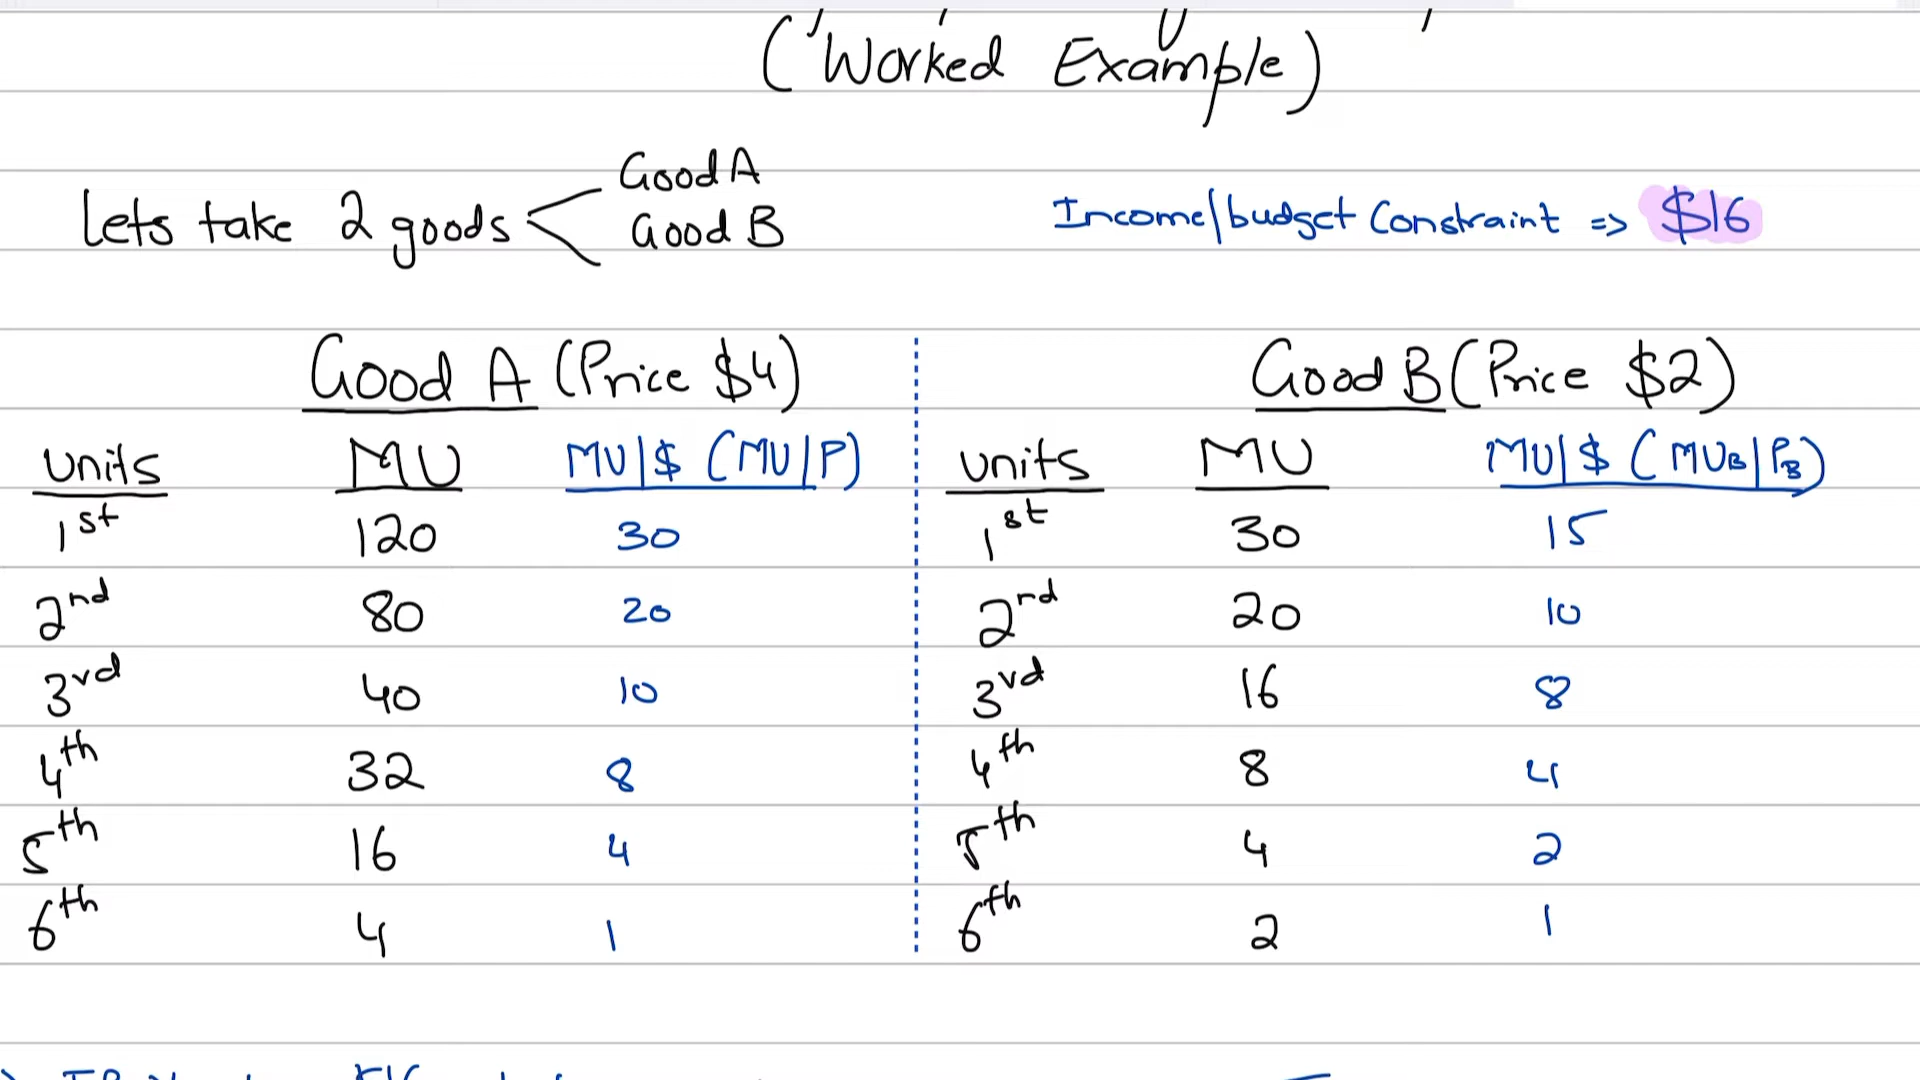 ('Worked Example)
Lets take 2 goods
Good A
Good B
Income/budget Constraint => $16
Good A (Price $4)
Good B (Price $2)
units MU MU|$ (MU|P)
units MU MU|$ (MUB|PB)
1st 120 30
1st 30 15
2nd 80 20
2nd 20 10
3rd 40 10
3rd 16 8
4th 32 8
4th 8 4
5th 16 4
5th 4 2
6th 4 1
6th 2 1